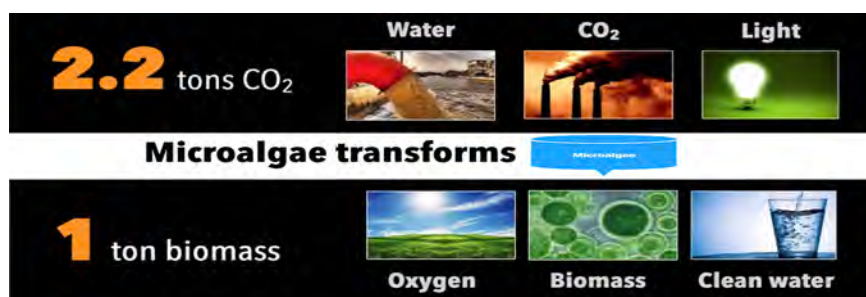 Water CO₂ Light
2.2 tons CO₂
Microalgae transforms Microalgae
1 ton biomass
Oxygen Biomass Clean water